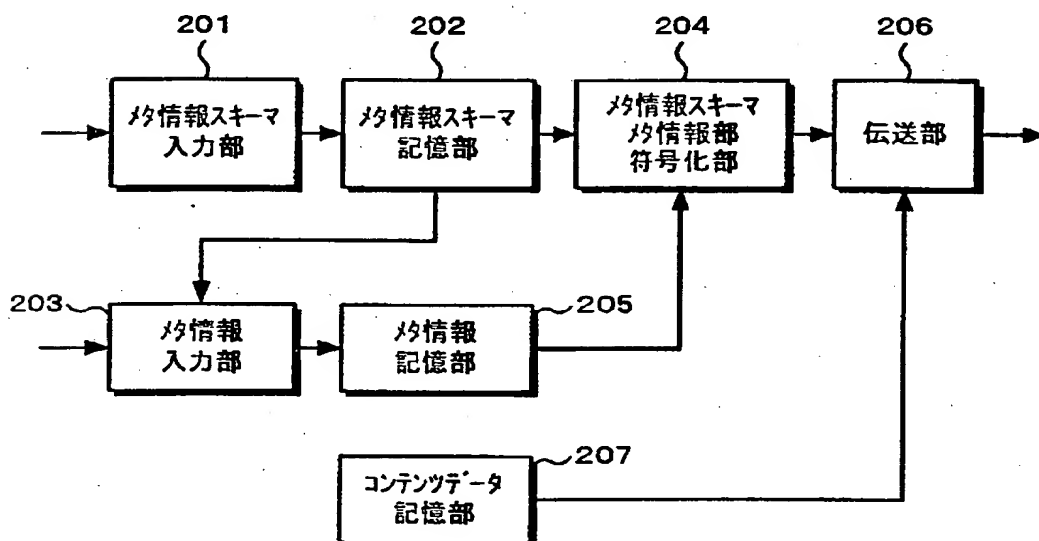 201
202
204
206
メタ情報スキーマ
入力部
メタ情報スキーマ
記憶部
メタ情報スキーマ
メタ情報部
符号化部
伝送部
203
メタ情報
入力部
205
メタ情報
記憶部
207
コンテンツデータ
記憶部